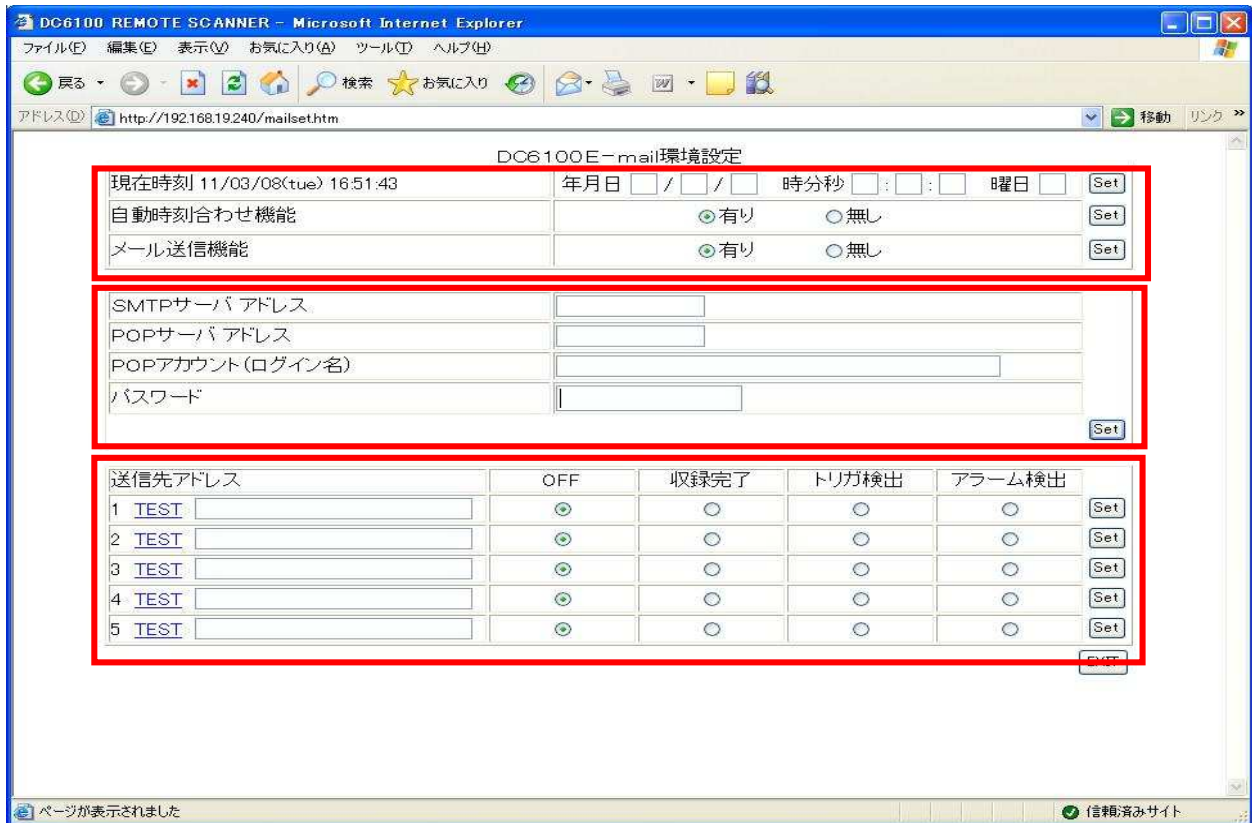 DC6100 REMOTE SCANNER - Microsoft Internet Explorer
ファイル(F) 編集(E) 表示(V) お気に入り(A) ツール(T) ヘルプ(H)
戻る 検索 お気に入り
アドレス(D) http://192.168.19.240/mailset.htm 移動 リンク »
DC6100E-mail環境設定
現在時刻 11/03/08(tue) 16:51:43 年月日 / / 時分秒 : : 曜日 Set
自動時刻合わせ機能 有り 無し Set
メール送信機能 有り 無し Set
SMTPサーバ アドレス
POPサーバ アドレス
POPアカウント(ログイン名)
パスワード
Set
送信先アドレス OFF 収録完了 トリガ検出 アラーム検出
1 TEST Set
2 TEST Set
3 TEST Set
4 TEST Set
5 TEST Set
EXIT
ページが表示されました 信頼済みサイト